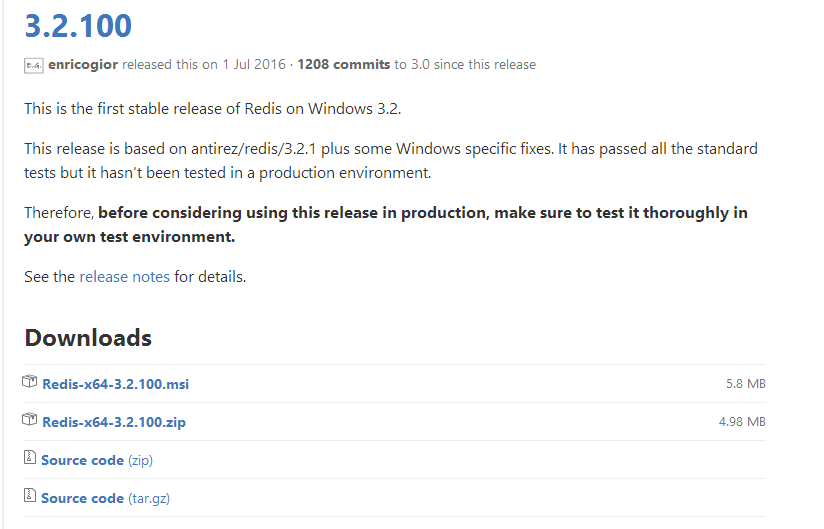 3.2.100
E.G. enricogior released this on 1 Jul 2016 · 1208 commits to 3.0 since this release
This is the first stable release of Redis on Windows 3.2.
This release is based on antirez/redis/3.2.1 plus some Windows specific fixes. It has passed all the standard
tests but it hasn't been tested in a production environment.
Therefore, before considering using this release in production, make sure to test it thoroughly in
your own test environment.
See the release notes for details.
Downloads
Redis-x64-3.2.100.msi 5.8 MB
Redis-x64-3.2.100.zip 4.98 MB
Source code (zip)
Source code (tar.gz)